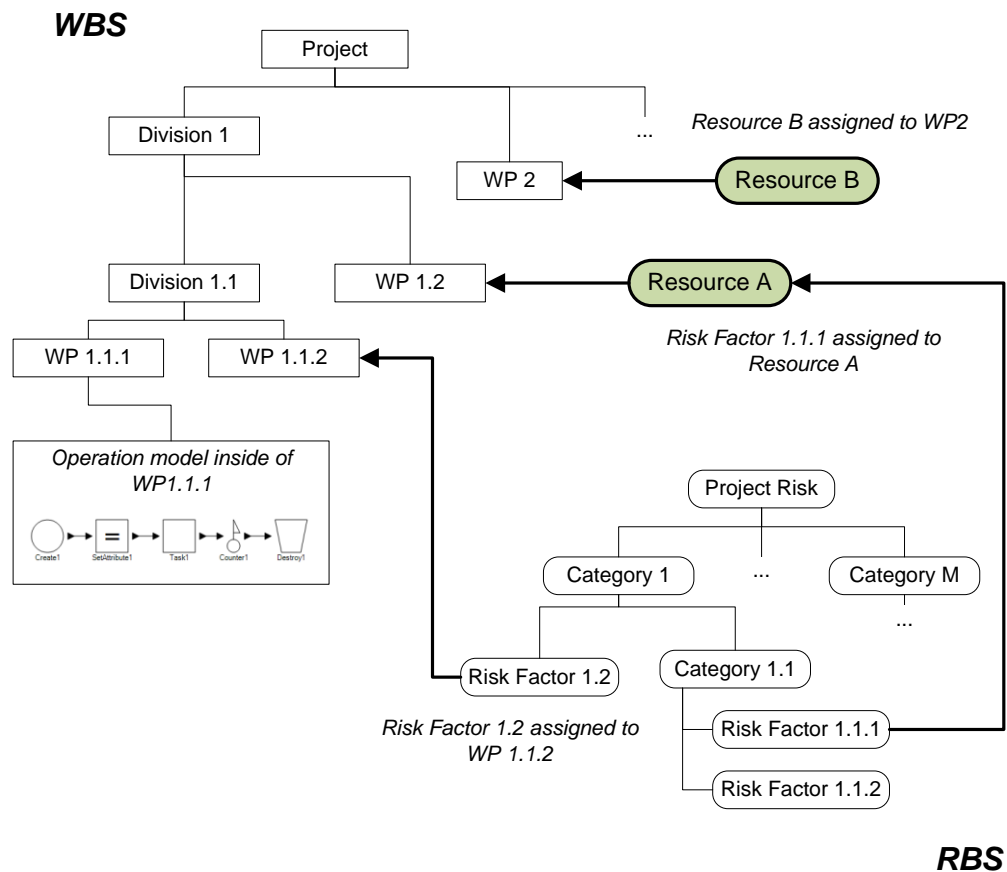 WBS
Project
Division 1
...
Resource B assigned to WP2
WP 2
Resource B
Division 1.1
WP 1.2
Resource A
WP 1.1.1
WP 1.1.2
Risk Factor 1.1.1 assigned to
Resource A
Operation model inside of
WP1.1.1
=
Create1
SetAttribute1
Task1
Counter1
Destroy1
Project Risk
Category 1
...
Category M
...
Risk Factor 1.2
Category 1.1
Risk Factor 1.2 assigned to
WP 1.1.2
Risk Factor 1.1.1
Risk Factor 1.1.2
RBS